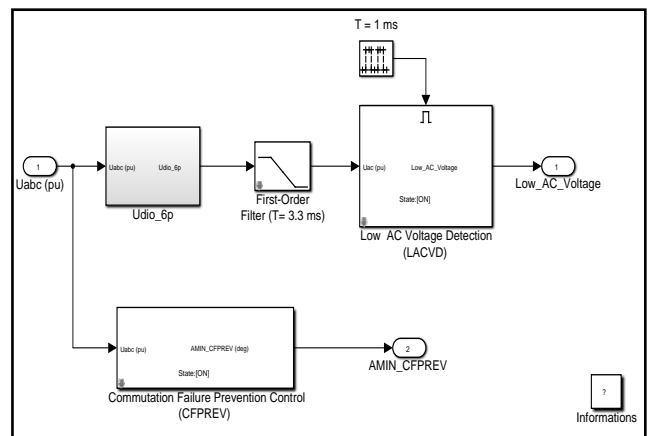 T = 1 ms
1
Uabc (pu)
Uabc (pu)
Udio_6p
Udio_6p
First-Order
Filter (T= 3.3 ms)
Uac (pu)
Low_AC_Voltage
State:[ON]
Low AC Voltage Detection
(LACVD)
1
Low_AC_Voltage
Uabc (pu)
AMIN_CFPREV (deg)
State:[ON]
Commutation Failure Prevention Control
(CFPREV)
2
AMIN_CFPREV
?
Informations